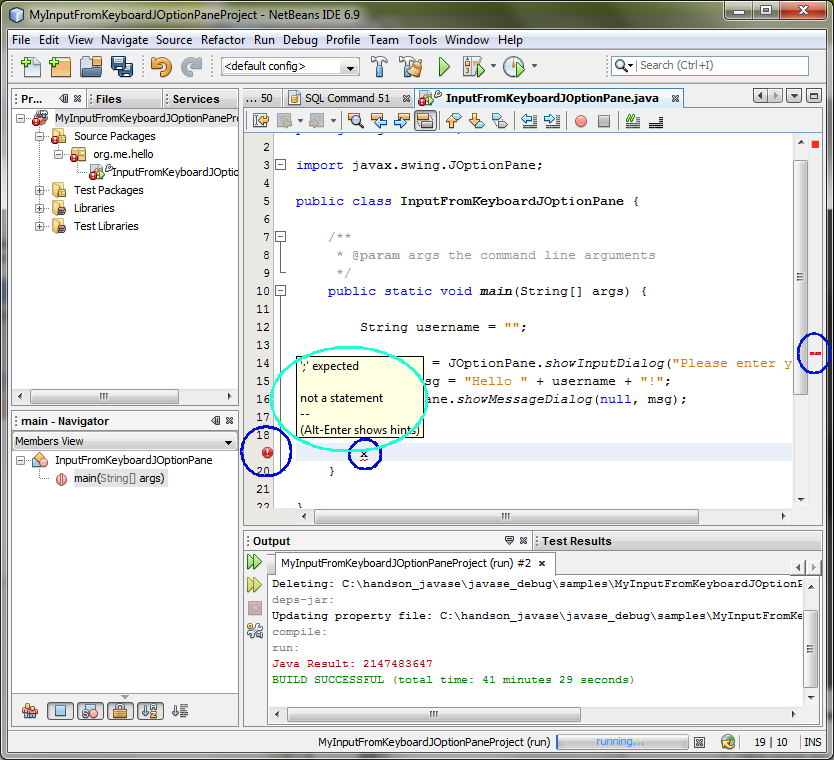 MyInputFromKeyboardJOptionPaneProject - NetBeans IDE 6.9
File Edit View Navigate Source Refactor Run Debug Profile Team Tools Window Help
<default config>
Search (Ctrl+I)
Pr...
Files
Services
... 50
SQL Command 51
InputFromKeyboardJOptionPane.java
MyInputFromKeyboardJOptionPanePro
Source Packages
org.me.hello
InputFromKeyboardJOptio
Test Packages
Libraries
Test Libraries
2
3 import javax.swing.JOptionPane;
4
5 public class InputFromKeyboardJOptionPane {
6
7 /**
8 * @param args the command line arguments
9 */
10 public static void main(String[] args) {
11
12 String username = "";
13
14 = JOptionPane.showInputDialog("Please enter y
15 sg = "Hello " + username + "!";
16 ane.showMessageDialog(null, msg);
17
18
x
20 }
21
22 }
';' expected
not a statement
--
(Alt-Enter shows hints)
main - Navigator
Members View
InputFromKeyboardJOptionPane
main(String[] args)
Output
Test Results
MyInputFromKeyboardJOptionPaneProject (run) #2
Deleting: C:\handson_javase\javase_debug\samples\MyInputFromKeyboardJOptionP
deps-jar:
Updating property file: C:\handson_javase\javase_debug\samples\MyInputFromKe
compile:
run:
Java Result: 2147483647
BUILD SUCCESSFUL (total time: 41 minutes 29 seconds)
MyInputFromKeyboardJOptionPaneProject (run)
running...
19 | 10
INS